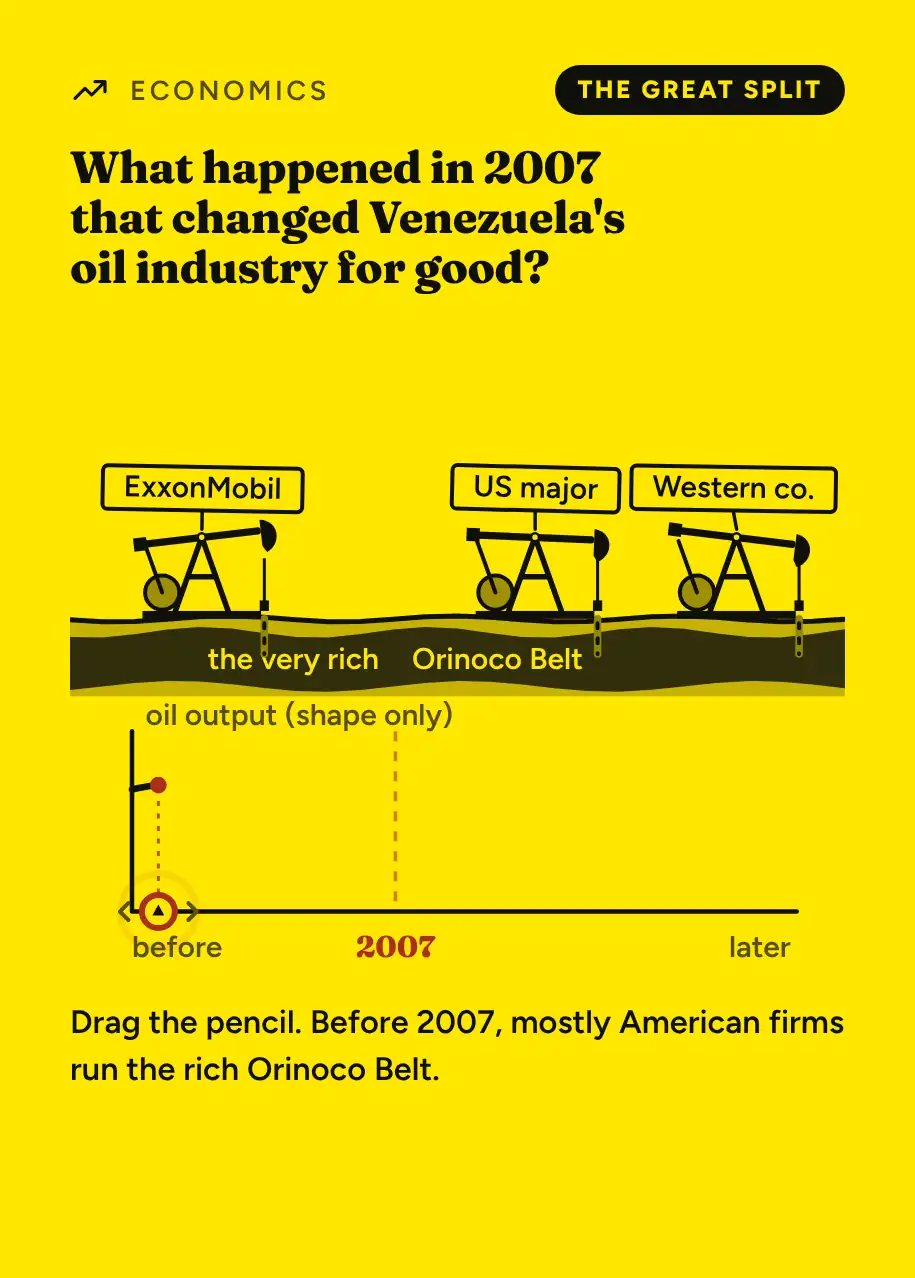 ECONOMICS
THE GREAT SPLIT
What happened in 2007
that changed Venezuela's
oil industry for good?
ExxonMobil
US major
Western co.
the very rich Orinoco Belt
oil output (shape only)
before
2007
later
Drag the pencil. Before 2007, mostly American firms
run the rich Orinoco Belt.